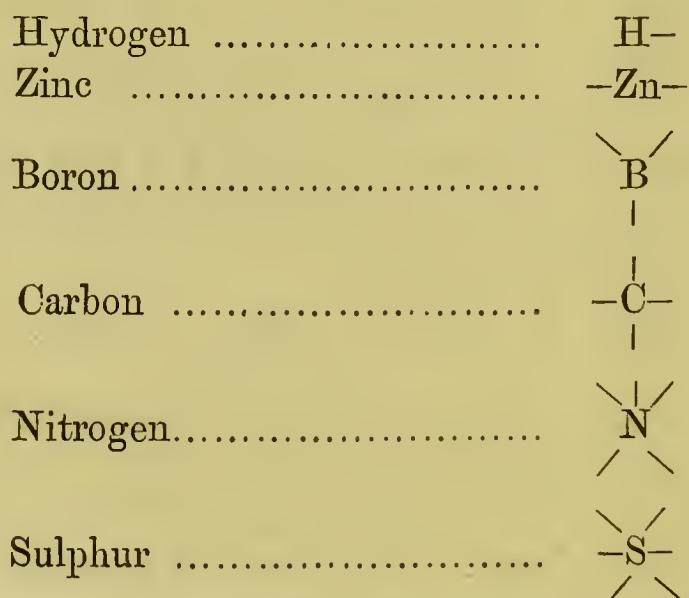 Hydrogen ........................... H–
Zinc ........................... –Zn–
Boron ........................... B
Carbon ........................... –C–
Nitrogen ........................... N
Sulphur ........................... –S–